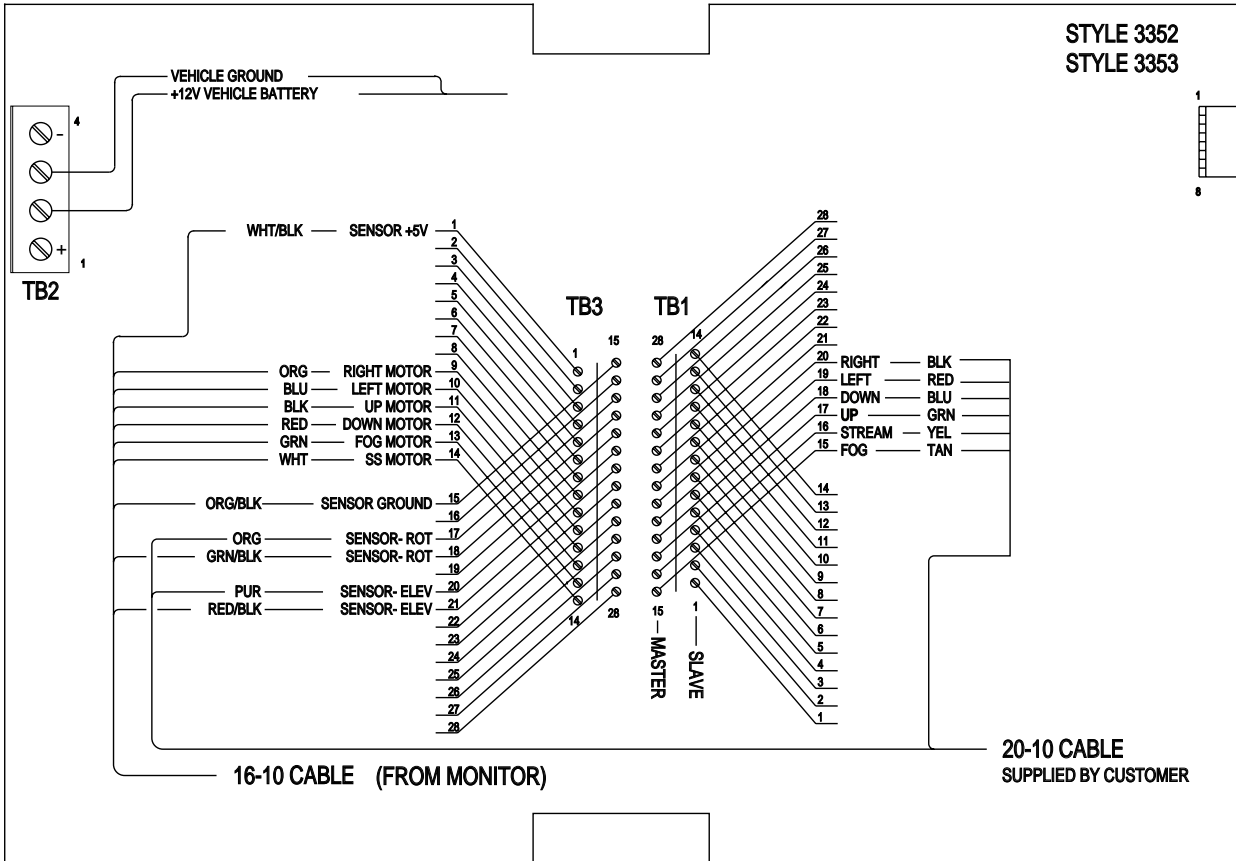 STYLE 3352
STYLE 3353
VEHICLE GROUND
+12V VEHICLE BATTERY
4
-
+
1
TB2
1
8
WHT/BLK SENSOR +5V 1
2
3
4
5
6
7
8
ORG RIGHT MOTOR 9
BLU LEFT MOTOR 10
BLK UP MOTOR 11
RED DOWN MOTOR 12
GRN FOG MOTOR 13
WHT SS MOTOR 14
ORG/BLK SENSOR GROUND 15
16
ORG SENSOR- ROT 17
GRN/BLK SENSOR- ROT 18
19
PUR SENSOR- ELEV 20
RED/BLK SENSOR- ELEV 21
22
23
24
25
26
27
28
TB3
1
15
14
28
TB1
28
14
15
1
MASTER
SLAVE
28
27
26
25
24
23
22
21
20 RIGHT BLK
19 LEFT RED
18 DOWN BLU
17 UP GRN
16 STREAM YEL
15 FOG TAN
14
13
12
11
10
9
8
7
6
5
4
3
2
1
16-10 CABLE (FROM MONITOR)
20-10 CABLE
SUPPLIED BY CUSTOMER